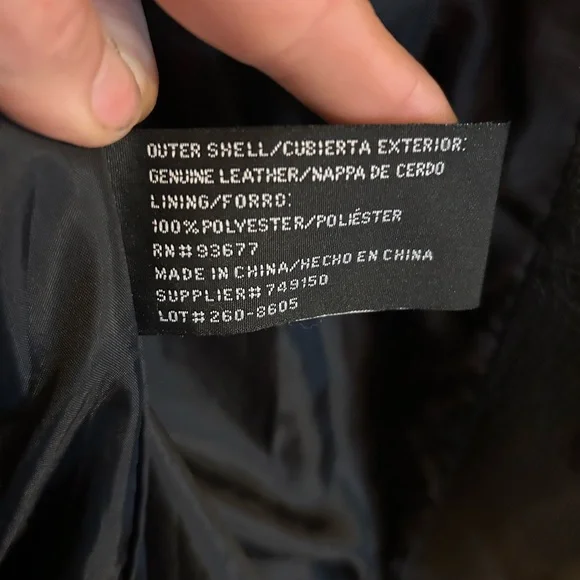 OUTER SHELL/CUBIERTA EXTERIOR:
GENUINE LEATHER/NAPPA DE CERDO
LINING/FORRO:
100% POLYESTER/POLIÉSTER
RN# 93677
MADE IN CHINA/HECHO EN CHINA
SUPPLIER# 749150
LOT# 260-8605